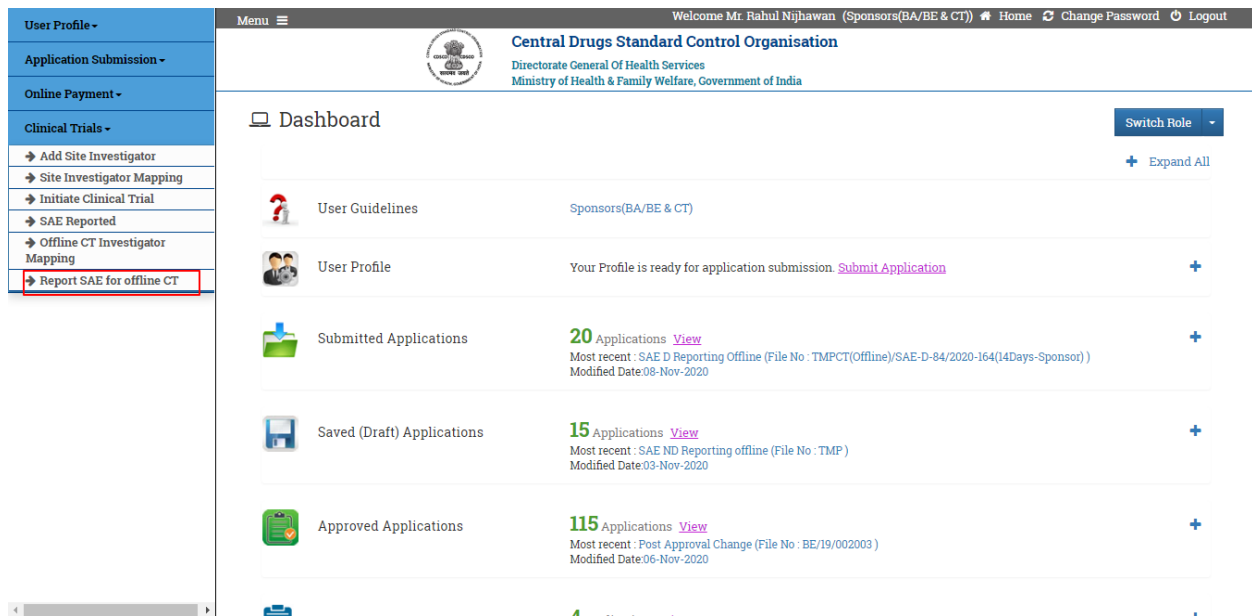 User Profile
Application Submission
Online Payment
Clinical Trials
Add Site Investigator
Site Investigator Mapping
Initiate Clinical Trial
SAE Reported
Offline CT Investigator
Mapping
Report SAE for offline CT
Menu
Welcome Mr. Rahul Nijhawan (Sponsors(BA/BE & CT)) Home Change Password Logout
Central Drugs Standard Control Organisation
Directorate General Of Health Services
Ministry of Health & Family Welfare, Government of India
Dashboard
Switch Role
Expand All
User Guidelines
Sponsors(BA/BE & CT)
User Profile
Your Profile is ready for application submission. Submit Application
Submitted Applications
20 Applications View
Most recent : SAE D Reporting Offline (File No : TMPCT(Offline)/SAE-D-84/2020-164(14Days-Sponsor) )
Modified Date:08-Nov-2020
Saved (Draft) Applications
15 Applications View
Most recent : SAE ND Reporting offline (File No : TMP )
Modified Date:03-Nov-2020
Approved Applications
115 Applications View
Most recent : Post Approval Change (File No : BE/19/002003 )
Modified Date:06-Nov-2020